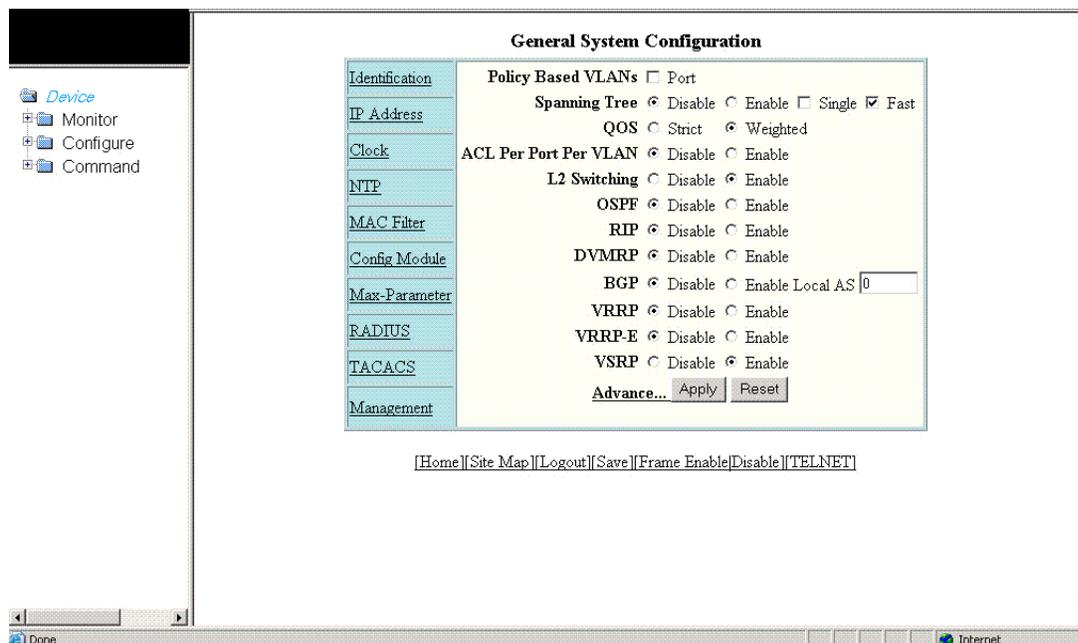 General System Configuration
Device
Monitor
Configure
Command
Identification
IP Address
Clock
NTP
MAC Filter
Config Module
Max-Parameter
RADIUS
TACACS
Management
Policy Based VLANs Port
Spanning Tree Disable Enable Single Fast
QOS Strict Weighted
ACL Per Port Per VLAN Disable Enable
L2 Switching Disable Enable
OSPF Disable Enable
RIP Disable Enable
DVMRP Disable Enable
BGP Disable Enable Local AS 0
VRRP Disable Enable
VRRP-E Disable Enable
VSRP Disable Enable
Advance... Apply Reset
[Home][Site Map][Logout][Save][Frame Enable|Disable][TELNET]
Done
Internet